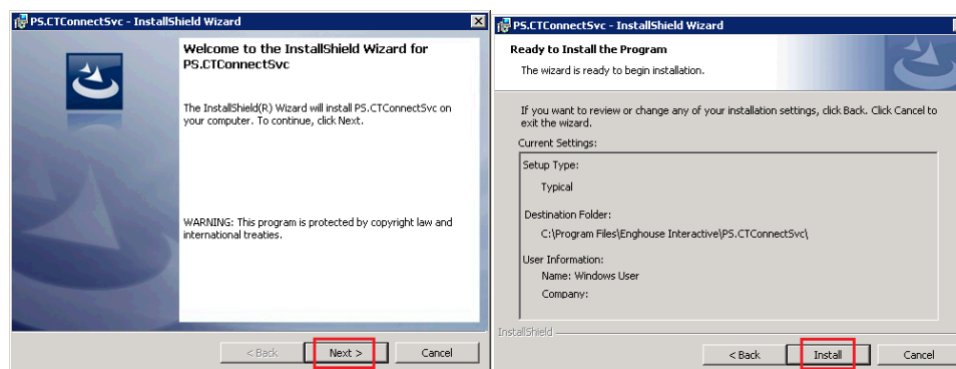 PS.CTConnectSvc - InstallShield Wizard
Welcome to the InstallShield Wizard for
PS.CTConnectSvc
The InstallShield(R) Wizard will install PS.CTConnectSvc on
your computer. To continue, click Next.
WARNING: This program is protected by copyright law and
international treaties.
< Back
Next >
Cancel
PS.CTConnectSvc - InstallShield Wizard
Ready to Install the Program
The wizard is ready to begin installation.
If you want to review or change any of your installation settings, click Back. Click Cancel to
exit the wizard.
Current Settings:
Setup Type:
Typical
Destination Folder:
C:\Program Files\Enghouse Interactive\PS.CTConnectSvc\
User Information:
Name: Windows User
Company:
InstallShield
< Back
Install
Cancel